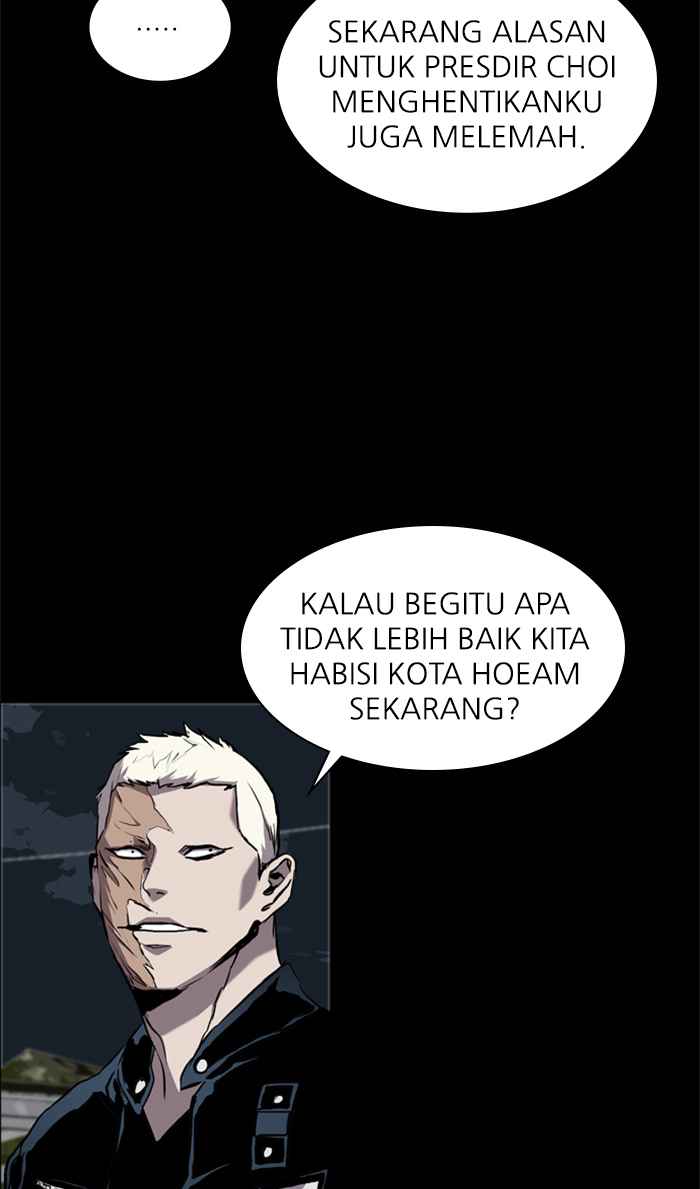 .....
SEKARANG ALASAN
UNTUK PRESDIR CHOI
MENGHENTIKANKU
JUGA MELEMAH.
KALAU BEGITU APA
TIDAK LEBIH BAIK KITA
HABISI KOTA HOEAM
SEKARANG?